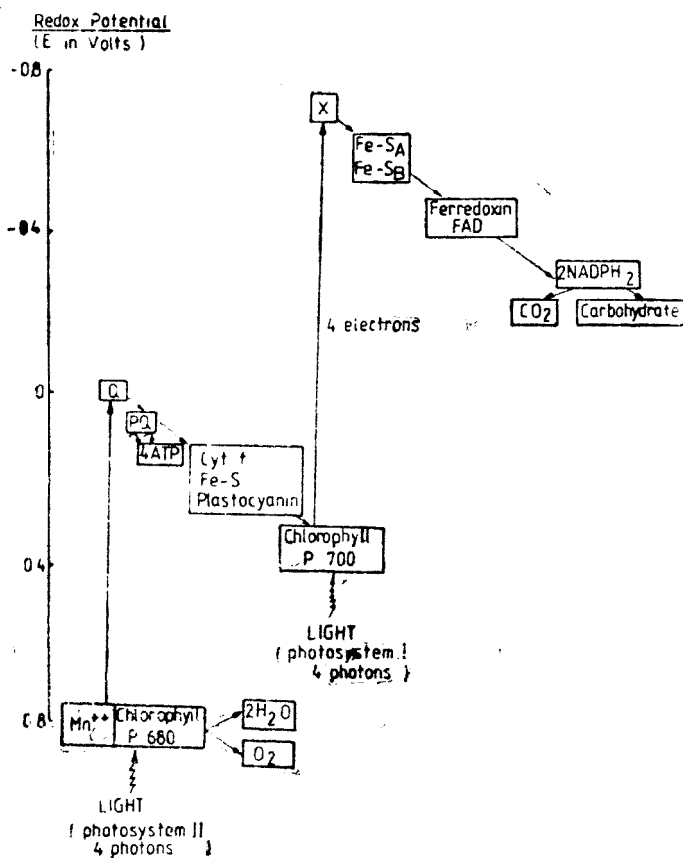 Redox Potential
(E in Volts)
-0.8
X
Fe-SA
Fe-SB
-0.4
Ferredoxin
FAD
2NADPH2
CO2
Carbohydrate
4 electrons
0
Q
PQ
4ATP
Cyt f
Fe-S
Plastocyanin
Chlorophyll
P 700
0.4
LIGHT
(photosystem I
4 photons)
0.8
Mn++
Chlorophyll
P 680
2H2O
O2
LIGHT
(photosystem II
4 photons)